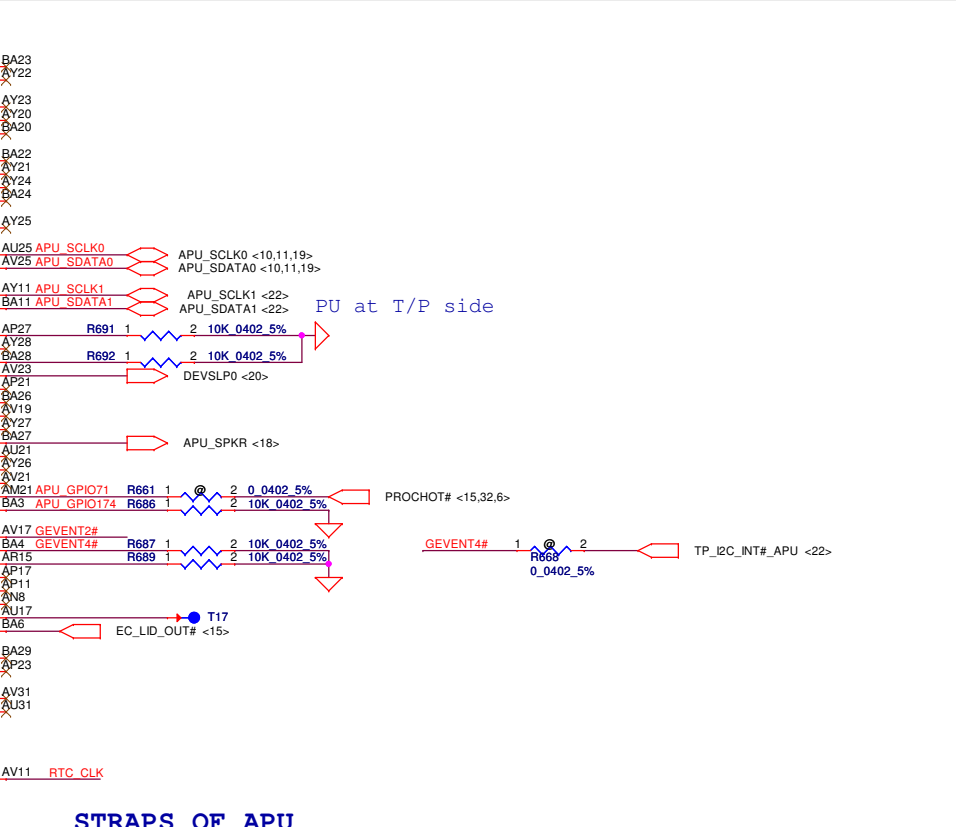 BA23
AY22
AY23
AY20
BA20
BA22
AY21
AY24
BA24
AY25
AU25 APU_SCLK0 APU_SCLK0 <10,11,19>
AV25 APU_SDATA0 APU_SDATA0 <10,11,19>
AY11 APU_SCLK1 APU_SCLK1 <22>
BA11 APU_SDATA1 APU_SDATA1 <22>
PU at T/P side
AP27 R691 1 2 10K_0402_5%
AY28
BA28 R692 1 2 10K_0402_5%
AV23 DEVSLP0 <20>
AP21
BA26
AV19
AY27
BA27 APU_SPKR <18>
AU21
AY26
AV21
AM21 APU_GPIO71 R661 1 @ 2 0_0402_5% PROCHOT# <15,32,6>
BA3 APU_GPIO174 R686 1 2 10K_0402_5%
AV17 GEVENT2#
BA4 GEVENT4# R687 1 2 10K_0402_5%
AR15 R689 1 2 10K_0402_5%
GEVENT4# 1 @ 2 TP_I2C_INT#_APU <22>
R668
0_0402_5%
AP17
AP11
AN8
AU17 T17
BA6 EC_LID_OUT# <15>
BA29
AP23
AV31
AU31
AV11 RTC_CLK
STRAPS OF APU